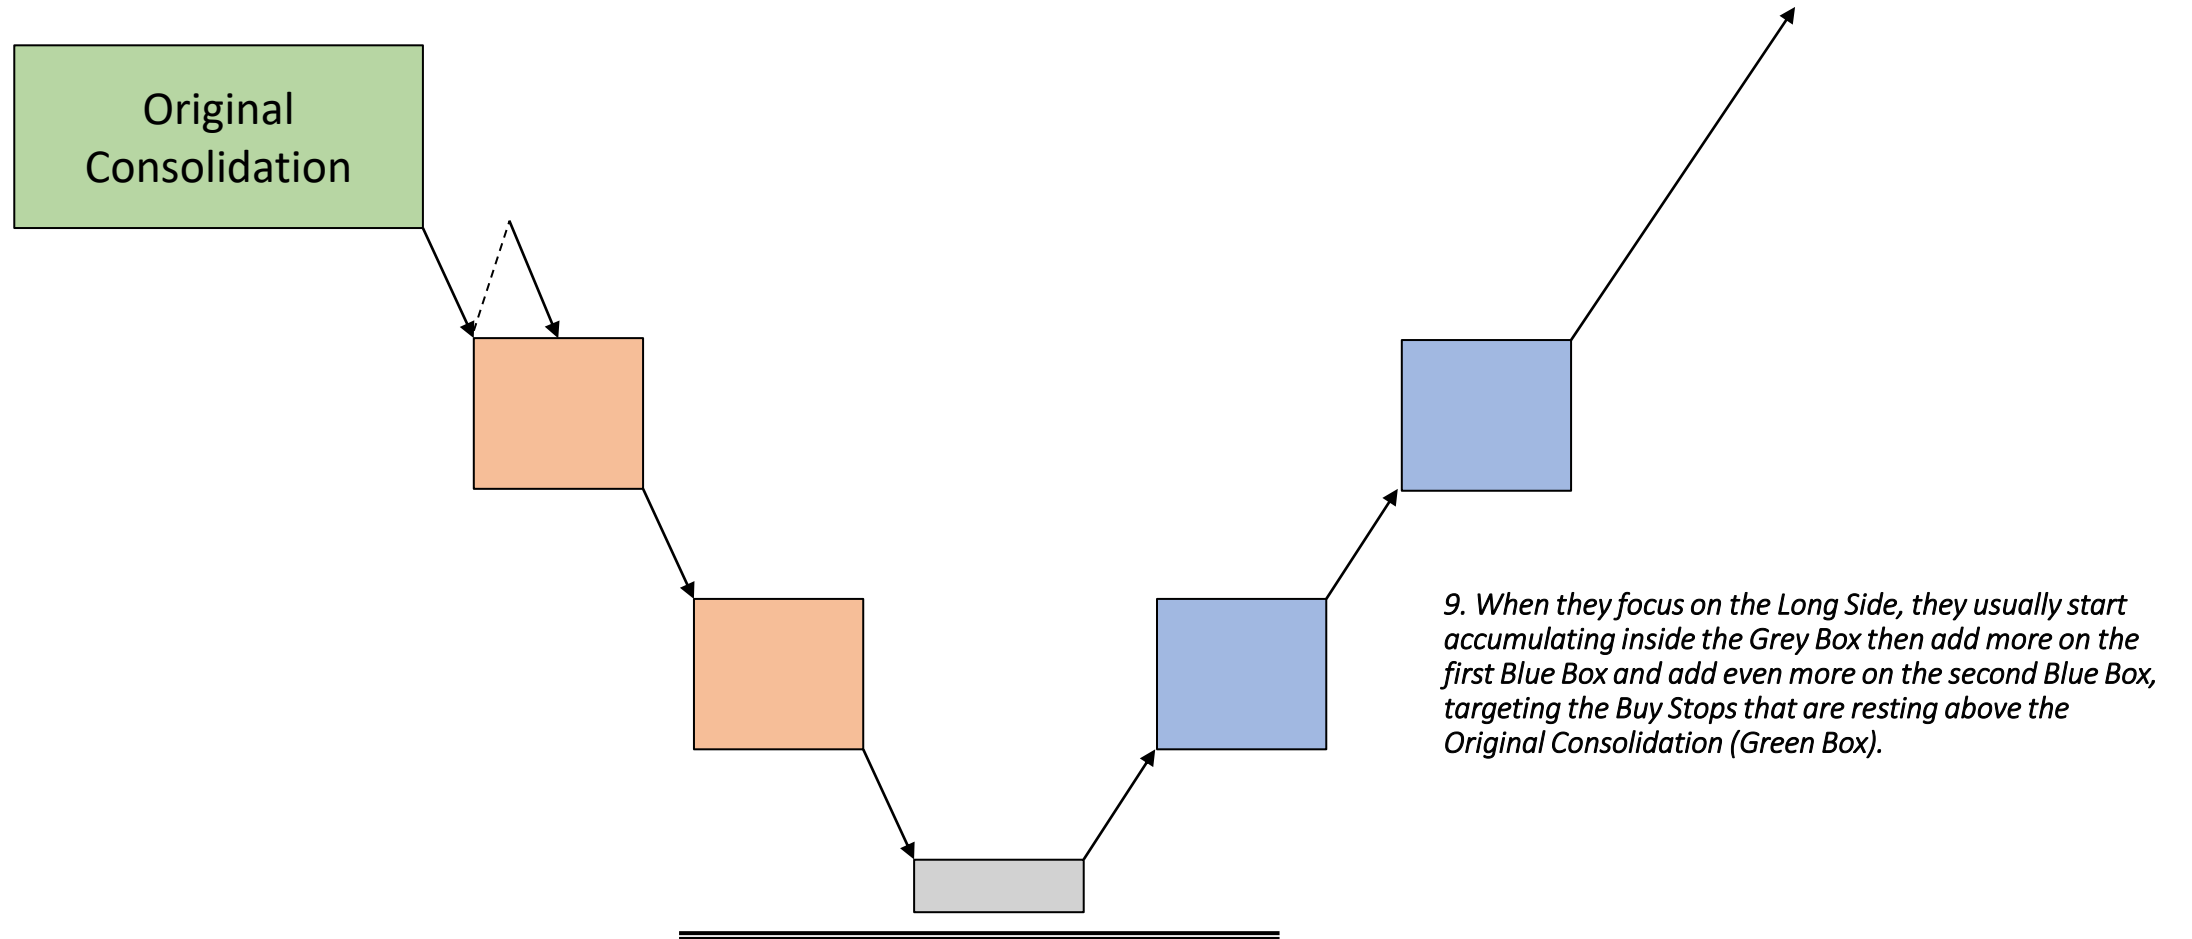 Original
Consolidation
9. When they focus on the Long Side, they usually start
accumulating inside the Grey Box then add more on the
first Blue Box and add even more on the second Blue Box,
targeting the Buy Stops that are resting above the
Original Consolidation (Green Box).